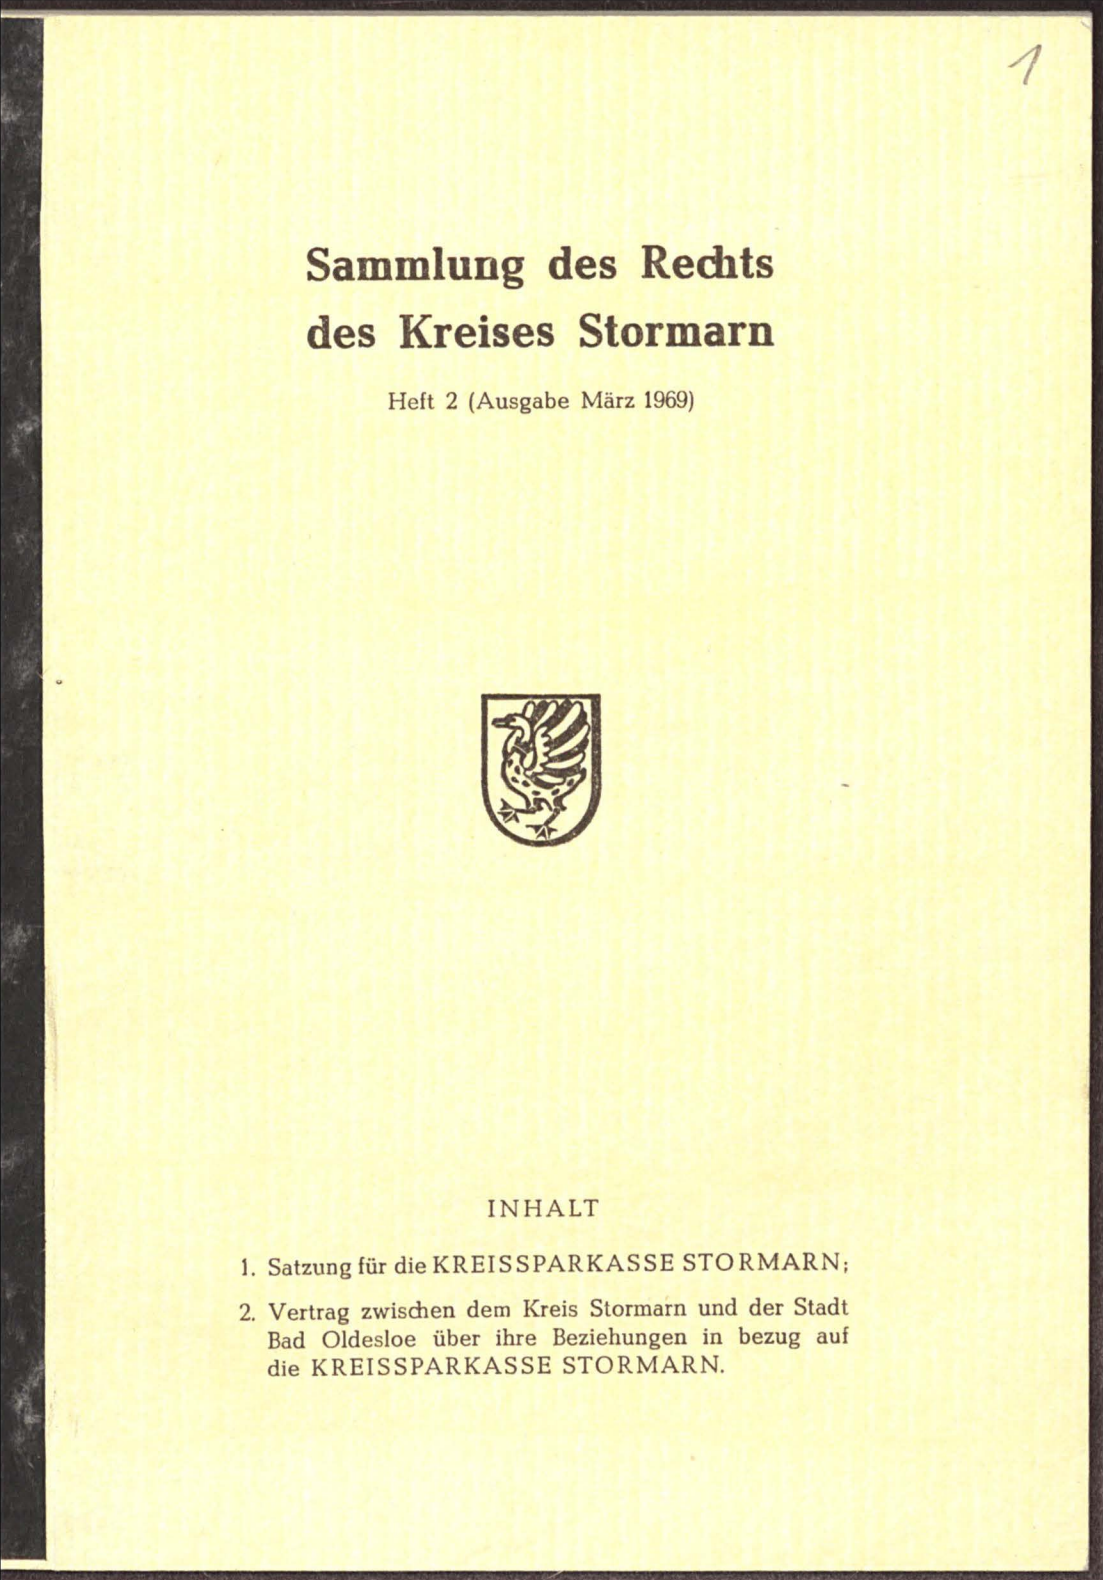 1
Sammlung des Rechts
des Kreises Stormarn
Heft 2 (Ausgabe März 1969)
INHALT
1. Satzung für die KREISSPARKASSE STORMARN;
2. Vertrag zwischen dem Kreis Stormarn und der Stadt
Bad Oldesloe über ihre Beziehungen in bezug auf
die KREISSPARKASSE STORMARN.